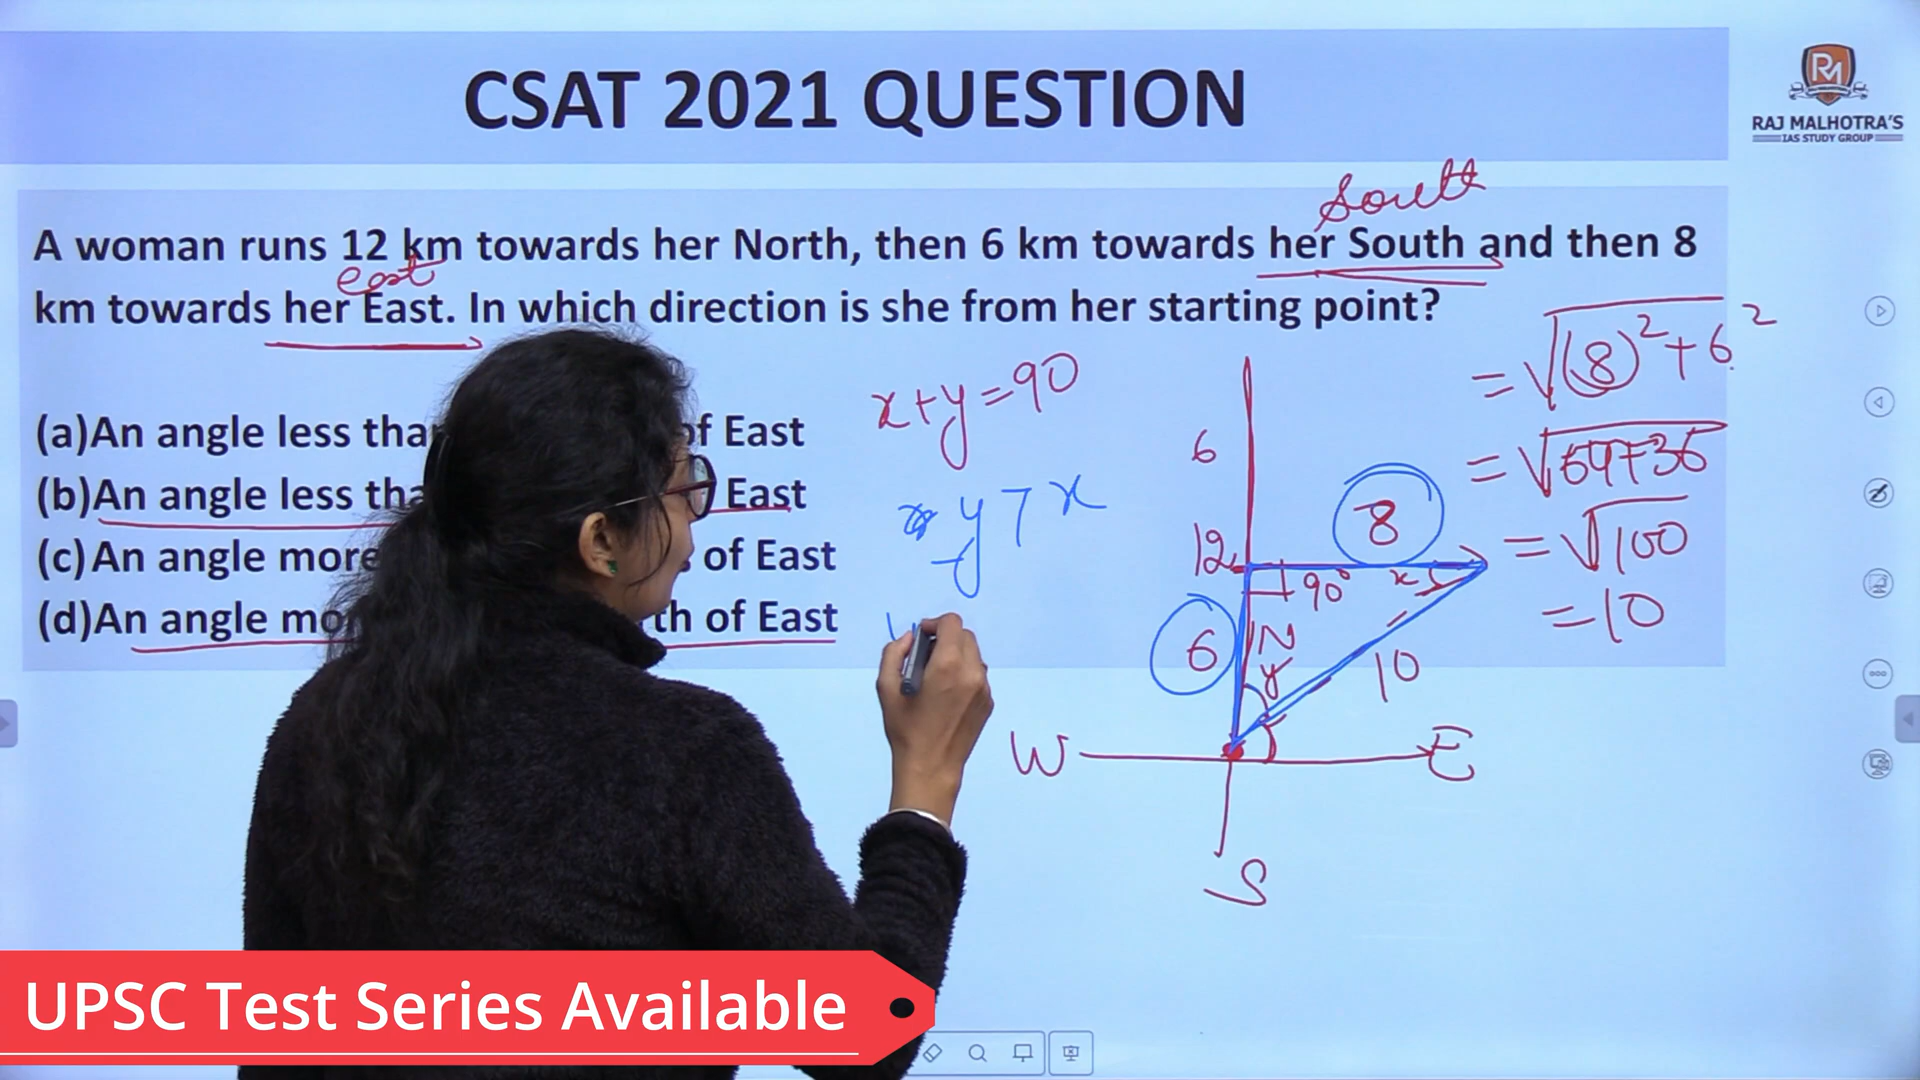 CSAT 2021 QUESTION
RM
RAJ MALHOTRA'S
IAS STUDY GROUP
South
A woman runs 12 km towards her North, then 6 km towards her South and then 8
east
km towards her East. In which direction is she from her starting point?
(a)An angle less tha of East
(b)An angle less tha East
(c)An angle more of East
(d)An angle mo th of East
x+y=90
y7x
6
12
8
90°
x
6
N
y
10
W
E
S
=√(8)²+6²
=√64+36
=√100
=10
UPSC Test Series Available